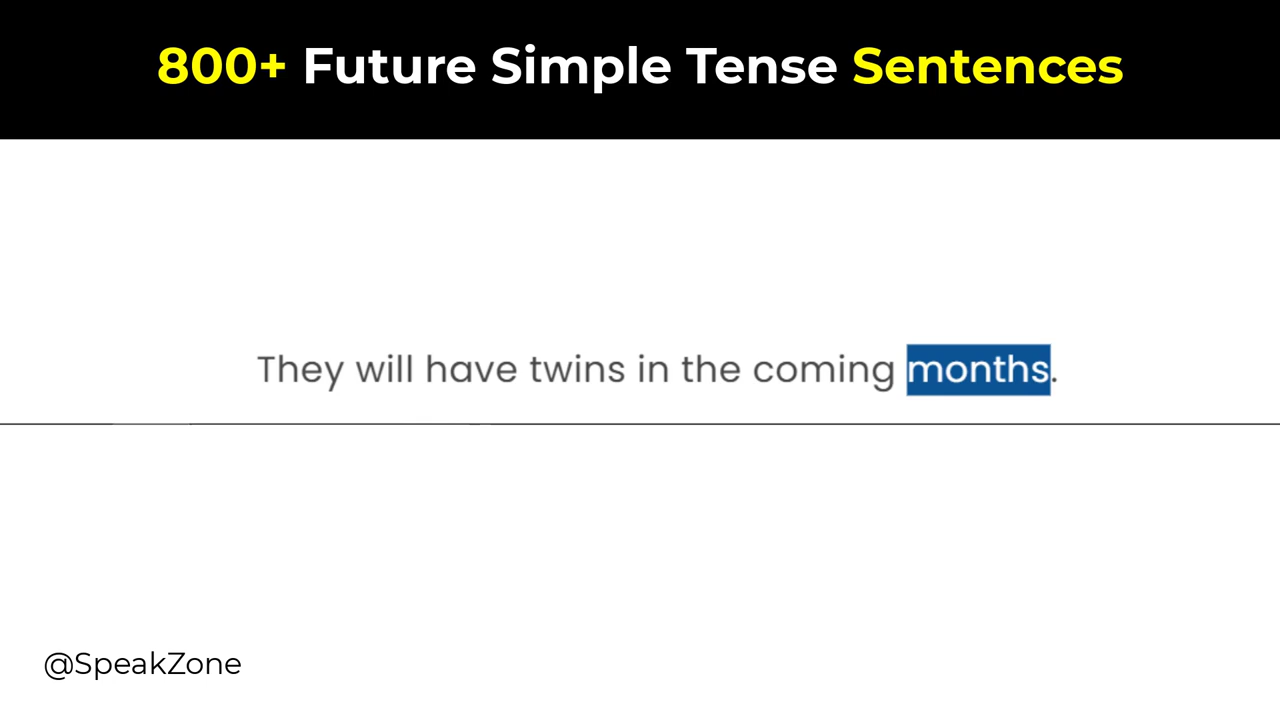 800+ Future Simple Tense Sentences
They will have twins in the coming months.
@SpeakZone